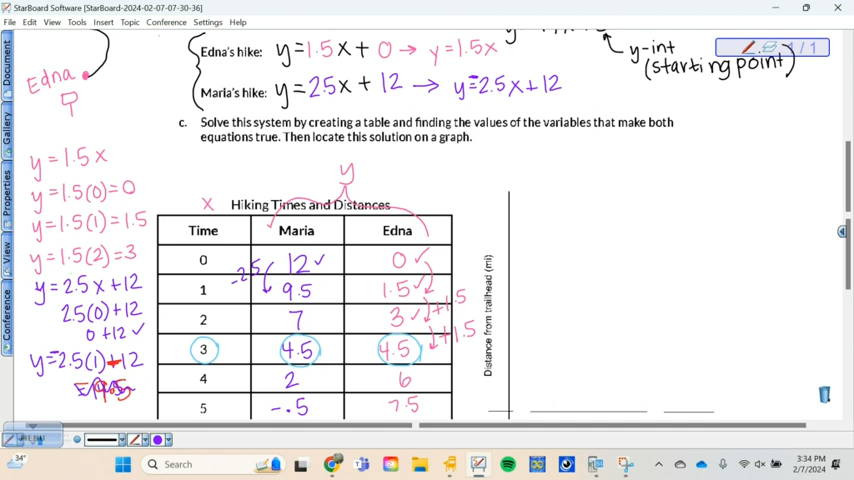 StarBoard Software - [StarBoard-2024-02-07-07-30-36]
File Edit View Tools Topic Conference Settings Help
1 / 1
Document
Gallery
Properties
View
Conference
Edna's hike: y=1.5x+0 → y=1.5x
y-int
(starting point)
Maria's hike: y=2.5x+12 → y=-2.5x+12
Edna
c. Solve this system by creating a table and finding the values of the variables that make both
equations true. Then locate this solution on a graph.
y=1.5x
y=1.5(0)=0
y=1.5(1)=1.5
y=1.5(2)=3
y=-2.5x+12
2.5(0)+12
0+12 ✓
y=-2.5(1)+12
y
x Hiking Times and Distances
Time Maria Edna
0 12 ✓ 0 ✓
-2.5
1 9.5 1.5 ✓
+1.5
2 7 3 ✓
+1.5
3 4.5 4.5
4 2 6
5 -.5 7.5
Distance from trailhead (mi)
MENU
34°
Search
3:34 PM
2/7/2024